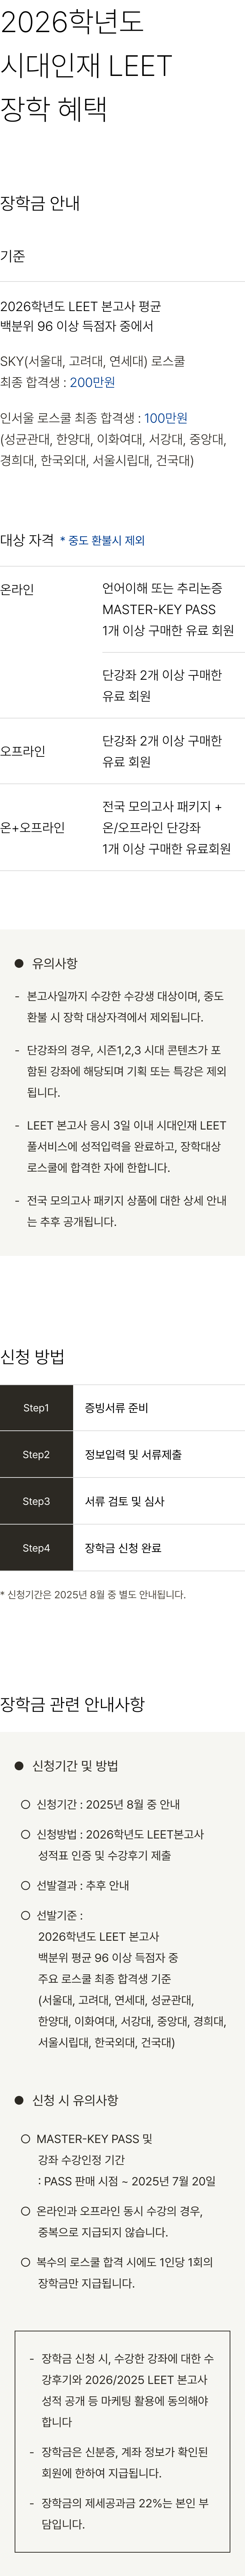 2026학년도
시대인재 LEET
장학 혜택
장학금 안내
기준
2026학년도 LEET 본고사 평균
백분위 96 이상 득점자 중에서
SKY(서울대, 고려대, 연세대) 로스쿨
최종 합격생 : 200만원
인서울 로스쿨 최종 합격생 : 100만원
(성균관대, 한양대, 이화여대, 서강대, 중앙대,
경희대, 한국외대, 서울시립대, 건국대)
대상 자격 * 중도 환불시 제외
온라인
언어이해 또는 추리논증
MASTER-KEY PASS
1개 이상 구매한 유료 회원
단강좌 2개 이상 구매한
유료 회원
오프라인
단강좌 2개 이상 구매한
유료 회원
온+오프라인
전국 모의고사 패키지 +
온/오프라인 단강좌
1개 이상 구매한 유료회원
● 유의사항
- 본고사일까지 수강한 수강생 대상이며, 중도
환불 시 장학 대상자격에서 제외됩니다.
- 단강좌의 경우, 시즌1,2,3 시대 콘텐츠가 포
함된 강좌에 해당되며 기획 또는 특강은 제외
됩니다.
- LEET 본고사 응시 3일 이내 시대인재 LEET
풀서비스에 성적입력을 완료하고, 장학대상
로스쿨에 합격한 자에 한합니다.
- 전국 모의고사 패키지 상품에 대한 상세 안내
는 추후 공개됩니다.
신청 방법
Step1 증빙서류 준비
Step2 정보입력 및 서류제출
Step3 서류 검토 및 심사
Step4 장학금 신청 완료
* 신청기간은 2025년 8월 중 별도 안내됩니다.
장학금 관련 안내사항
● 신청기간 및 방법
○ 신청기간 : 2025년 8월 중 안내
○ 신청방법 : 2026학년도 LEET본고사
성적표 인증 및 수강후기 제출
○ 선발결과 : 추후 안내
○ 선발기준 :
2026학년도 LEET 본고사
백분위 평균 96 이상 득점자 중
주요 로스쿨 최종 합격생 기준
(서울대, 고려대, 연세대, 성균관대,
한양대, 이화여대, 서강대, 중앙대, 경희대,
서울시립대, 한국외대, 건국대)
● 신청 시 유의사항
○ MASTER-KEY PASS 및
강좌 수강인정 기간
: PASS 판매 시점 ~ 2025년 7월 20일
○ 온라인과 오프라인 동시 수강의 경우,
중복으로 지급되지 않습니다.
○ 복수의 로스쿨 합격 시에도 1인당 1회의
장학금만 지급됩니다.
- 장학금 신청 시, 수강한 강좌에 대한 수
강후기와 2026/2025 LEET 본고사
성적 공개 등 마케팅 활용에 동의해야
합니다
- 장학금은 신분증, 계좌 정보가 확인된
회원에 한하여 지급됩니다.
- 장학금의 제세공과금 22%는 본인 부
담입니다.